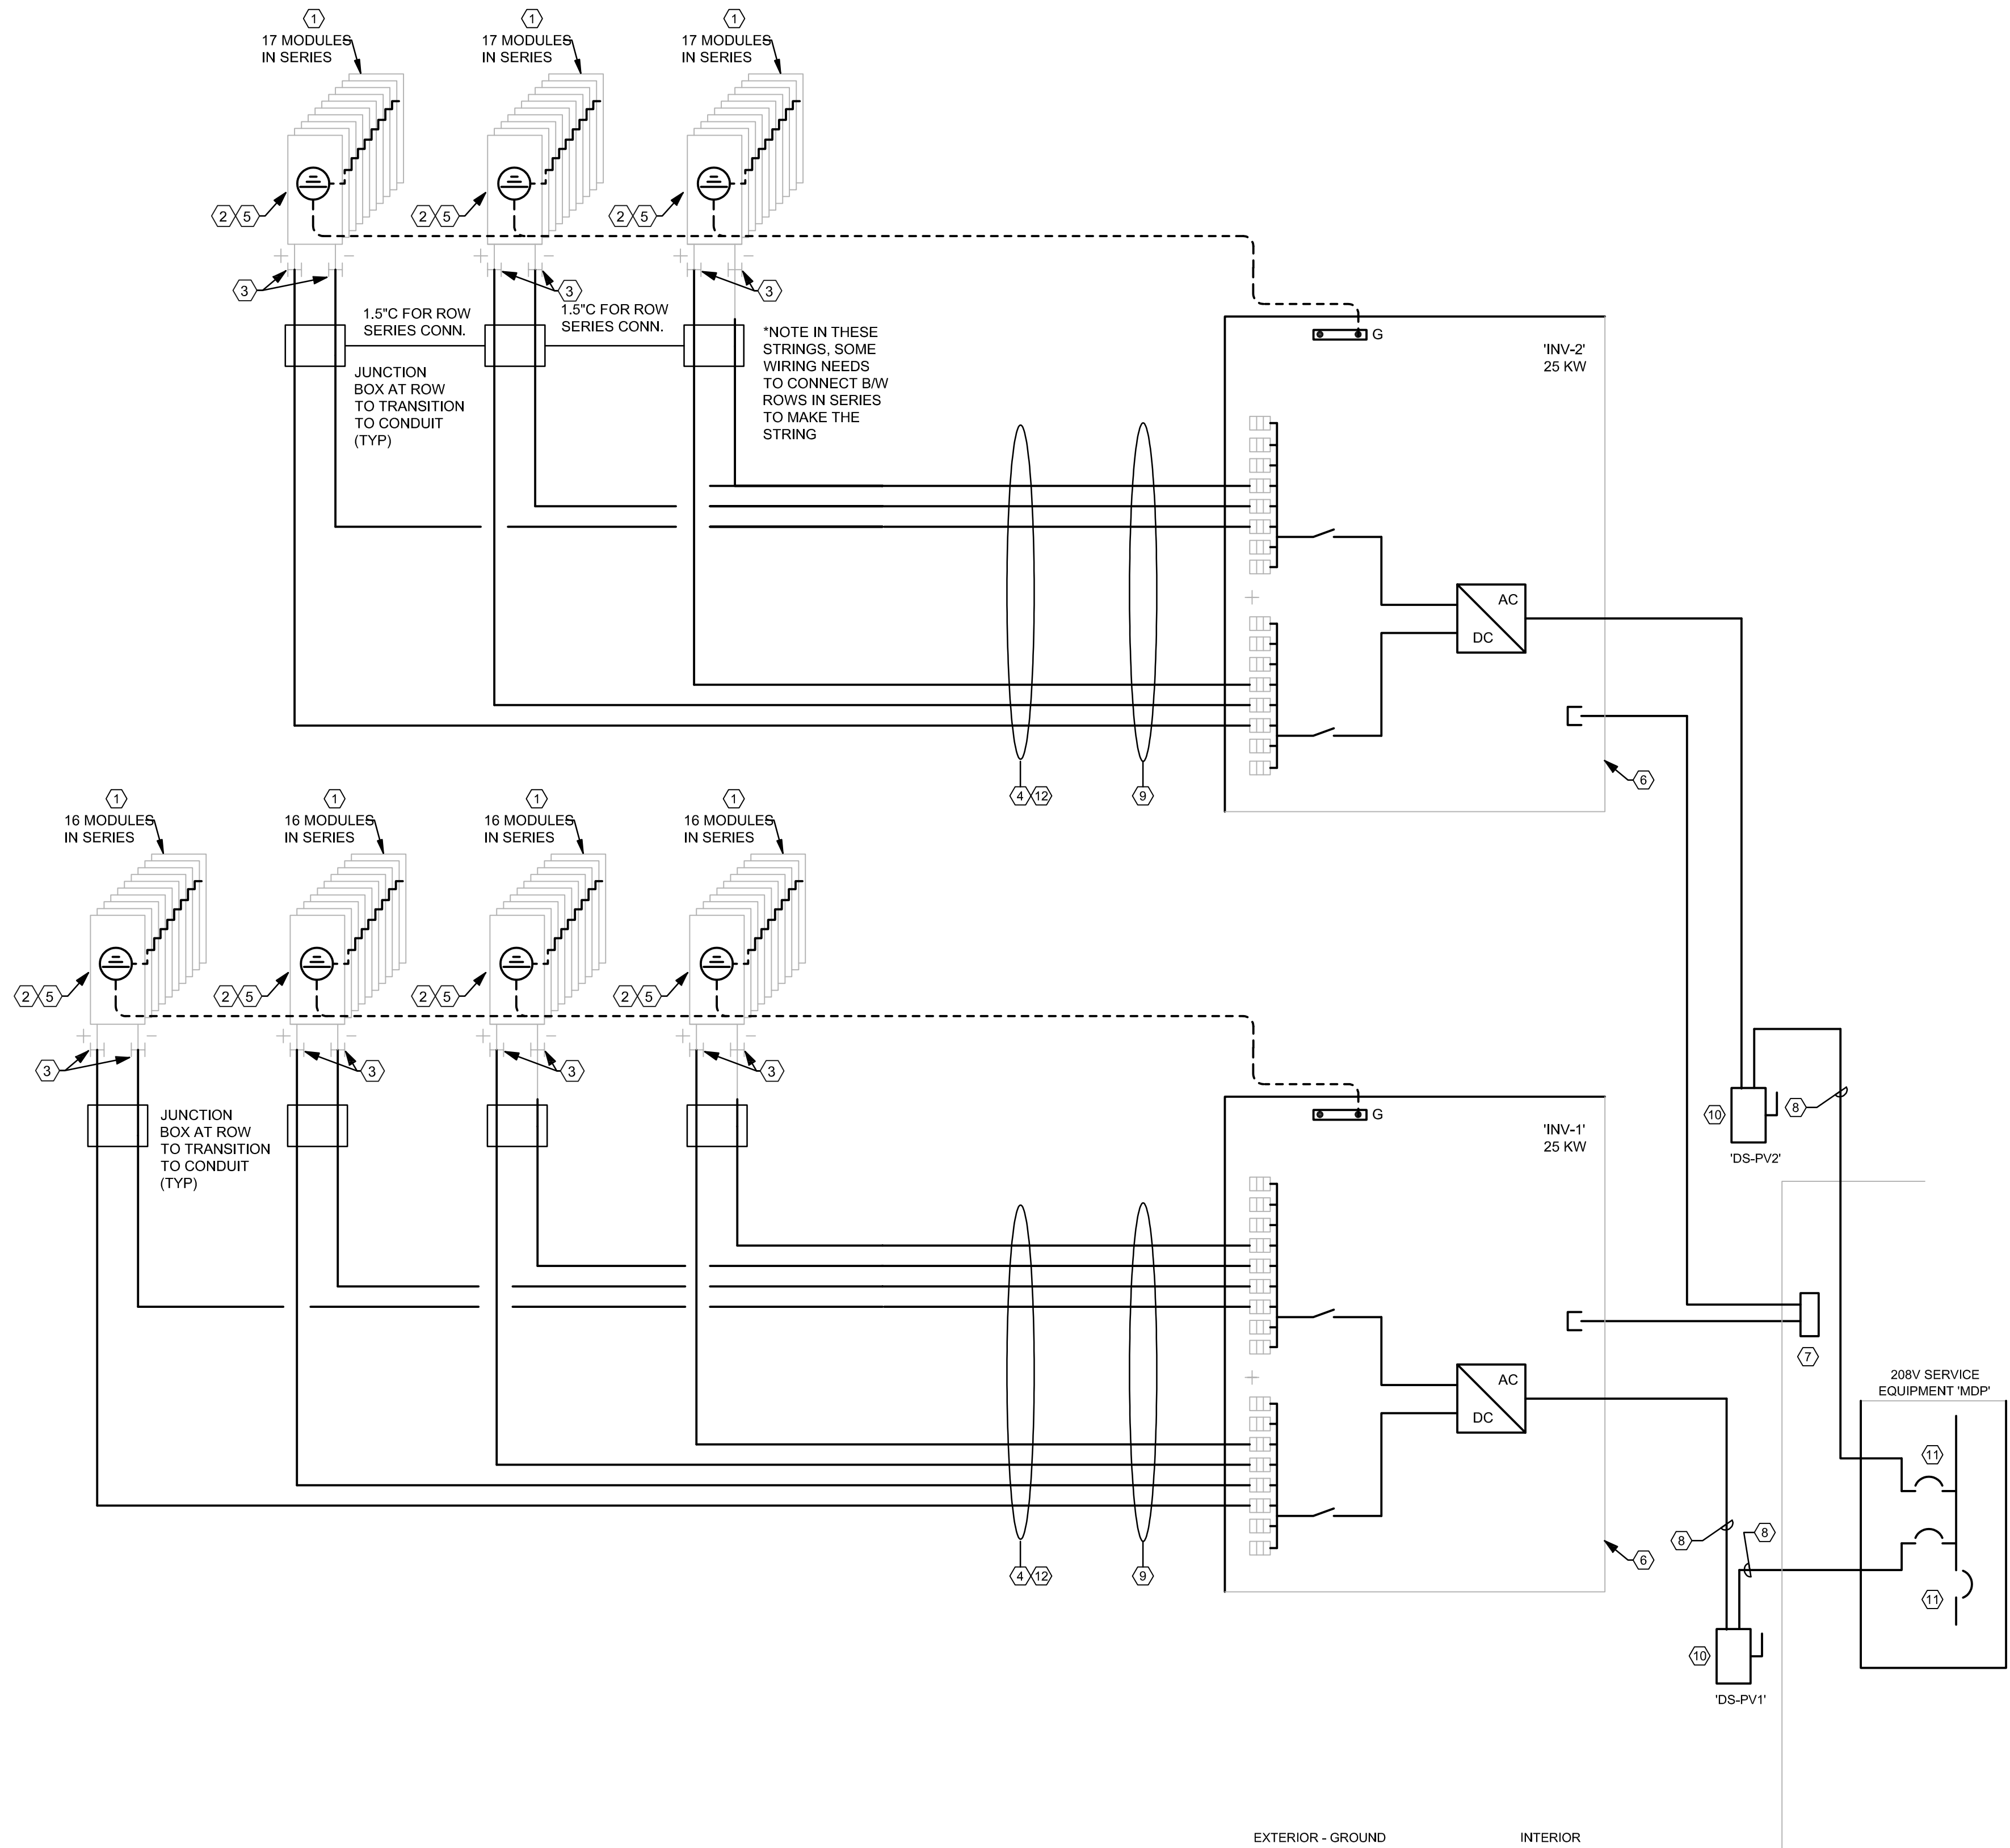 1
1
1
17 MODULES
IN SERIES
17 MODULES
IN SERIES
17 MODULES
IN SERIES
2 5
2 5
2 5
+ -
+ -
+ -
3
3
3
1.5"C FOR ROW
SERIES CONN.
1.5"C FOR ROW
SERIES CONN.
JUNCTION
BOX AT ROW
TO TRANSITION
TO CONDUIT
(TYP)
*NOTE IN THESE
STRINGS, SOME
WIRING NEEDS
TO CONNECT B/W
ROWS IN SERIES
TO MAKE THE
STRING
G
'INV-2'
25 KW
+
AC
DC
4 12
9
6
1
1
1
1
16 MODULES
IN SERIES
16 MODULES
IN SERIES
16 MODULES
IN SERIES
16 MODULES
IN SERIES
2 5
2 5
2 5
2 5
+ -
+ -
+ -
+ -
3
3
3
3
JUNCTION
BOX AT ROW
TO TRANSITION
TO CONDUIT
(TYP)
G
'INV-1'
25 KW
+
AC
DC
4 12
9
6
10
8
'DS-PV2'
7
208V SERVICE
EQUIPMENT 'MDP'
11
8
8
11
10
'DS-PV1'
EXTERIOR - GROUND
INTERIOR